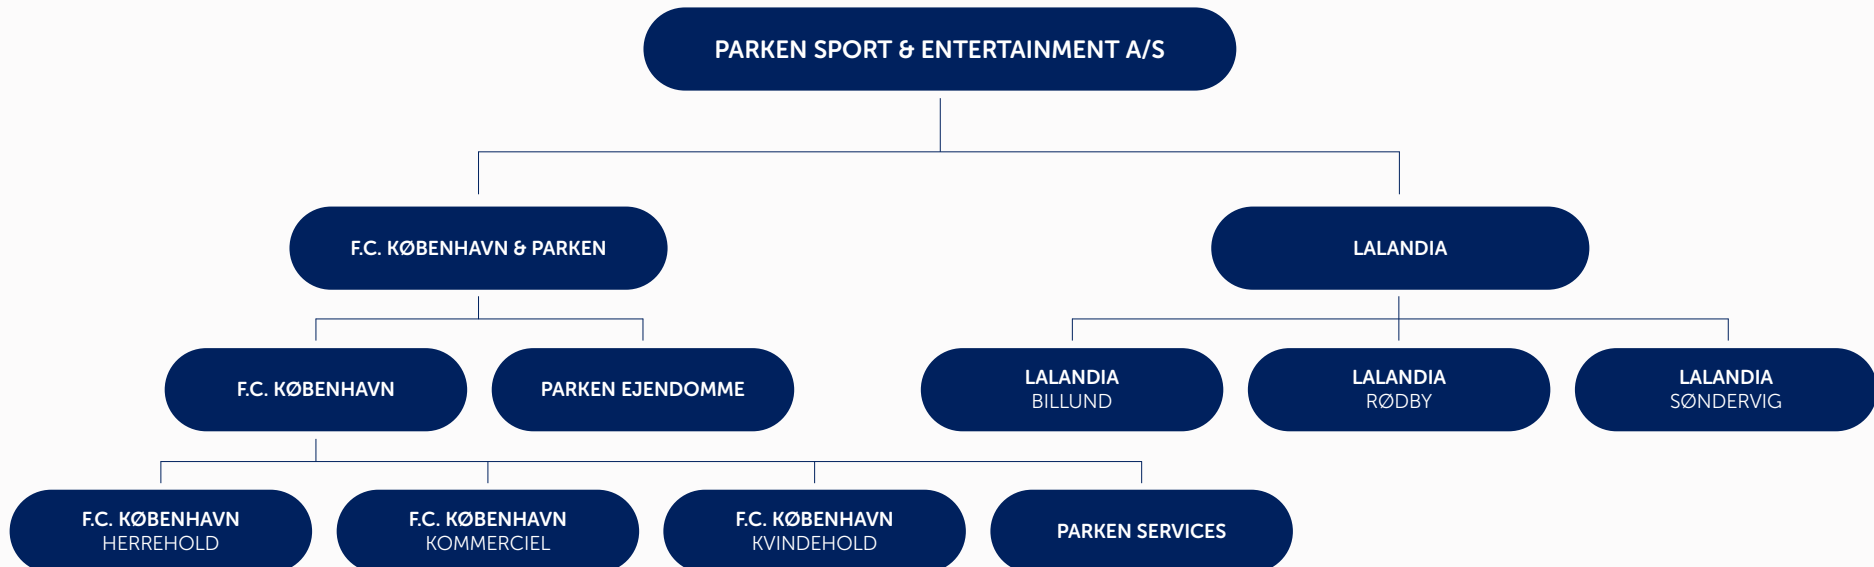 PARKEN SPORT & ENTERTAINMENT A/S
F.C. KØBENHAVN & PARKEN
LALANDIA
F.C. KØBENHAVN
PARKEN EJENDOMME
LALANDIA
BILLUND
LALANDIA
RØDBY
LALANDIA
SØNDERVIG
F.C. KØBENHAVN
HERREHOLD
F.C. KØBENHAVN
KOMMERCIEL
F.C. KØBENHAVN
KVINDEHOLD
PARKEN SERVICES